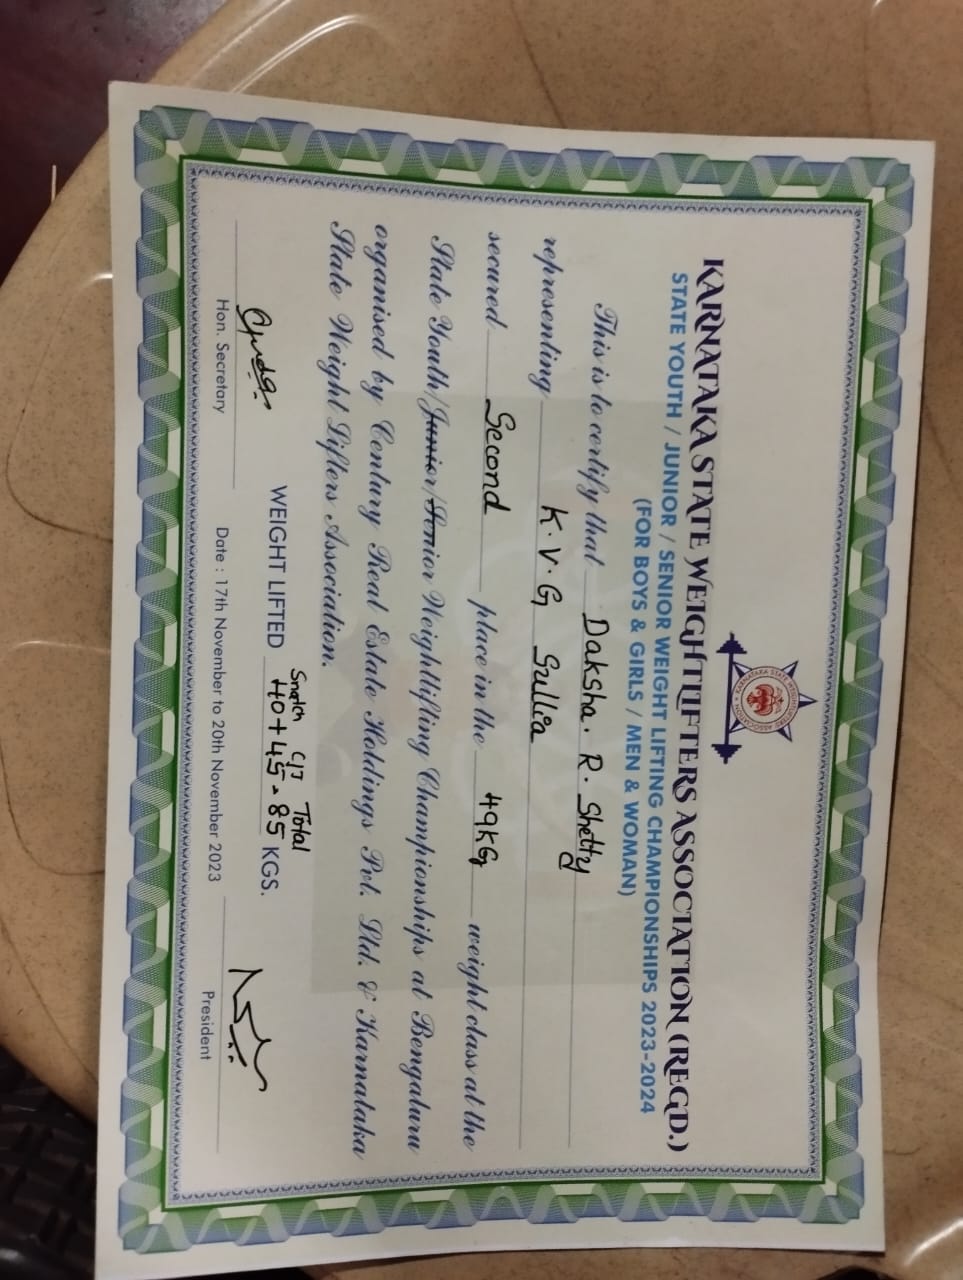 KARNATAKA STATE WEIGHTLIFTERS ASSOCIATION (REGD.)
STATE YOUTH / JUNIOR / SENIOR WEIGHT LIFTING CHAMPIONSHIPS 2023-2024
(FOR BOYS & GIRLS / MEN & WOMAN)
This is to certify that Daksha. R. Shetty
representing K.V.G Sullia
secured Second place in the 49KG weight class at the
State Youth/Junior/Senior Weightlifting Championships at Bengaluru
organised by Century Real Estate Holdings Pvt. Ltd. & Karnataka
State Weight Lifters Association.
Snatch C/J Total
WEIGHT LIFTED 40+45-85 KGS.
Hon. Secretary Date : 17th November to 20th November 2023 President